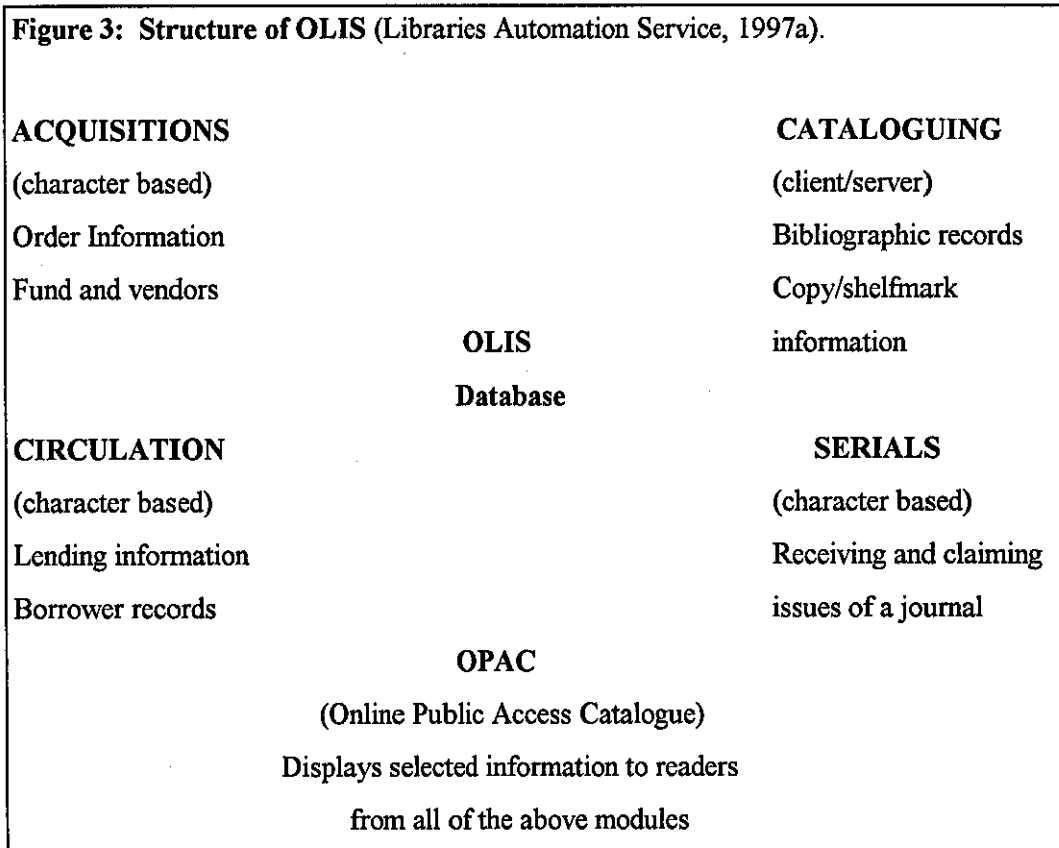 Figure 3: Structure of OLIS (Libraries Automation Service, 1997a).
ACQUISITIONS
(character based)
Order Information
Fund and vendors
CATALOGUING
(client/server)
Bibliographic records
Copy/shelfmark
information
OLIS
Database
CIRCULATION
(character based)
Lending information
Borrower records
SERIALS
(character based)
Receiving and claiming
issues of a journal
OPAC
(Online Public Access Catalogue)
Displays selected information to readers
from all of the above modules